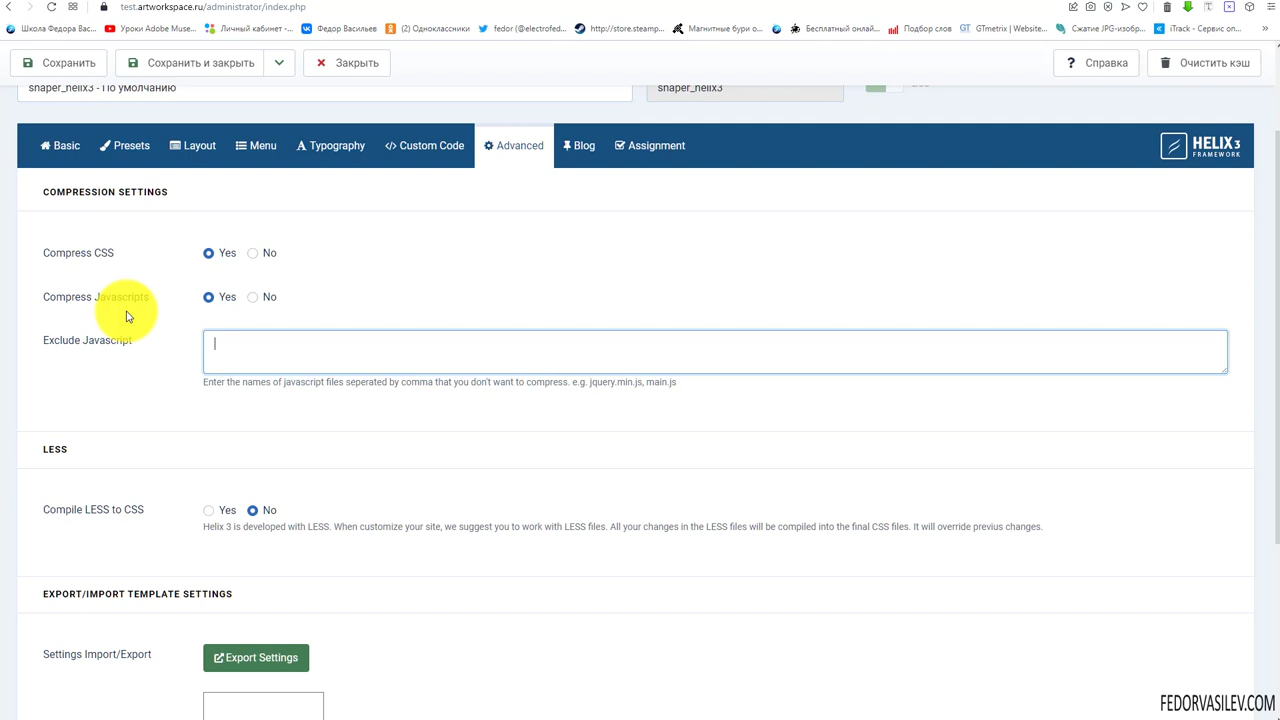 test.artworkspace.ru/administrator/index.php
Школа Федора Вас...
Уроки Adobe Muse...
Личный кабинет -...
Федор Васильев
(2) Одноклассники
fedor (@electrofed...
http://store.steamp...
Магнитные бури о...
Бесплатный онлай...
Подбор слов
GTmetrix | Website...
Сжатие JPG-изобр...
iTrack - Сервис оп...
Сохранить
Сохранить и закрыть
Закрыть
Справка
Очистить кэш
shaper_helix3 - По умолчанию
shaper_helix3
Basic
Presets
Layout
Menu
Typography
Custom Code
Advanced
Blog
Assignment
HELIX3
FRAMEWORK
COMPRESSION SETTINGS
Compress CSS
Yes
No
Compress Javascripts
Yes
No
Exclude Javascript
Enter the names of javascript files seperated by comma that you don't want to compress. e.g. jquery.min.js, main.js
LESS
Compile LESS to CSS
Yes
No
Helix 3 is developed with LESS. When customize your site, we suggest you to work with LESS files. All your changes in the LESS files will be compiled into the final CSS files. It will override previus changes.
EXPORT/IMPORT TEMPLATE SETTINGS
Settings Import/Export
Export Settings
FEDORVASILEV.COM